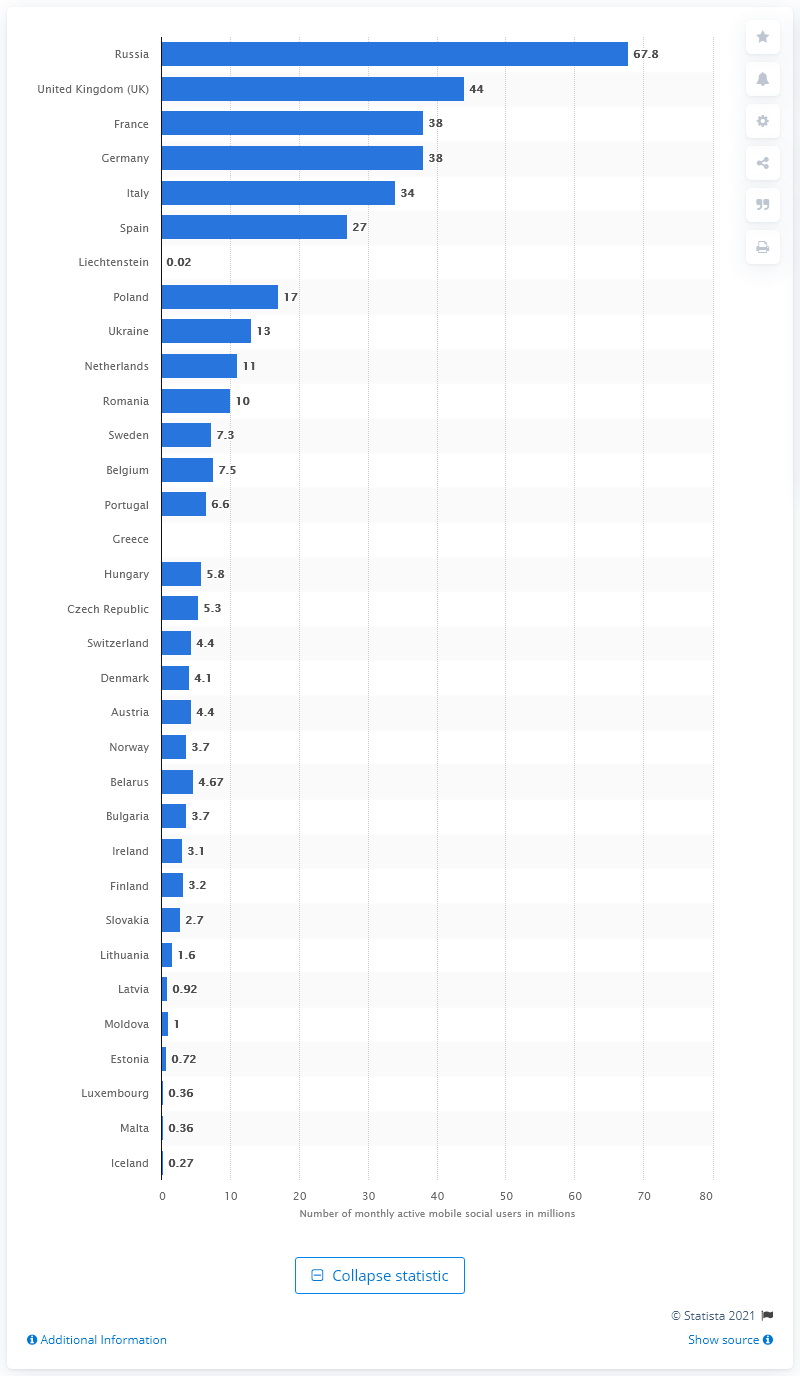 Russia 67.8
United Kingdom (UK) 44
France 38
Germany 38
Italy 34
Spain 27
Liechtenstein 0.02
Poland 17
Ukraine 13
Netherlands 11
Romania 10
Sweden 7.3
Belgium 7.5
Portugal 6.6
Greece
Hungary 5.8
Czech Republic 5.3
Switzerland 4.4
Denmark 4.1
Austria 4.4
Norway 3.7
Belarus 4.67
Bulgaria 3.7
Ireland 3.1
Finland 3.2
Slovakia 2.7
Lithuania 1.6
Latvia 0.92
Moldova 1
Estonia 0.72
Luxembourg 0.36
Malta 0.36
Iceland 0.27
0 10 20 30 40 50 60 70 80
Number of monthly active mobile social users in millions
Collapse statistic
© Statista 2021
Additional Information Show source